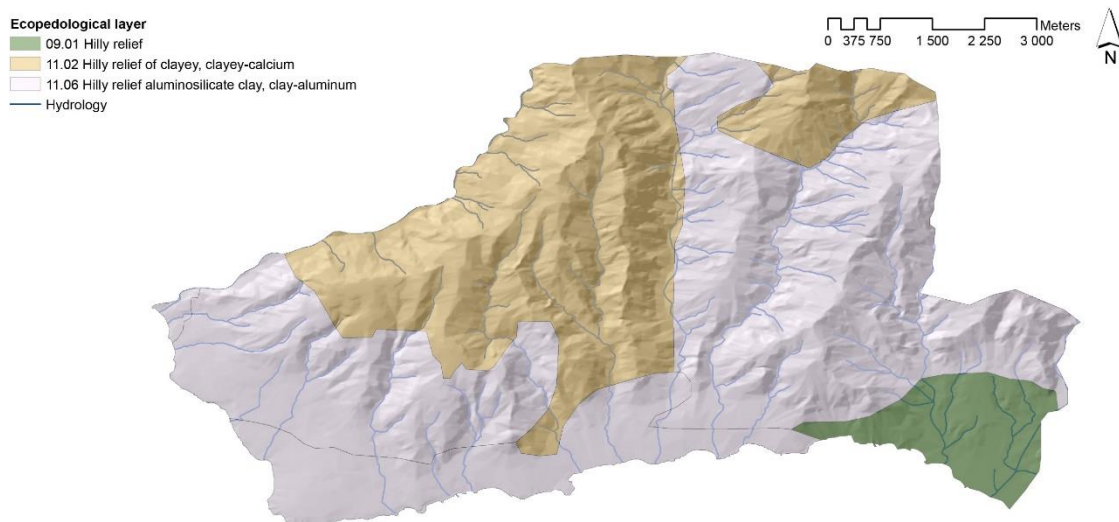 Ecopedological layer
09.01 Hilly relief
11.02 Hilly relief of clayey, clayey-calcium
11.06 Hilly relief aluminosilicate clay, clay-aluminum
Hydrology
Meters
0 375 750 1 500 2 250 3 000
N